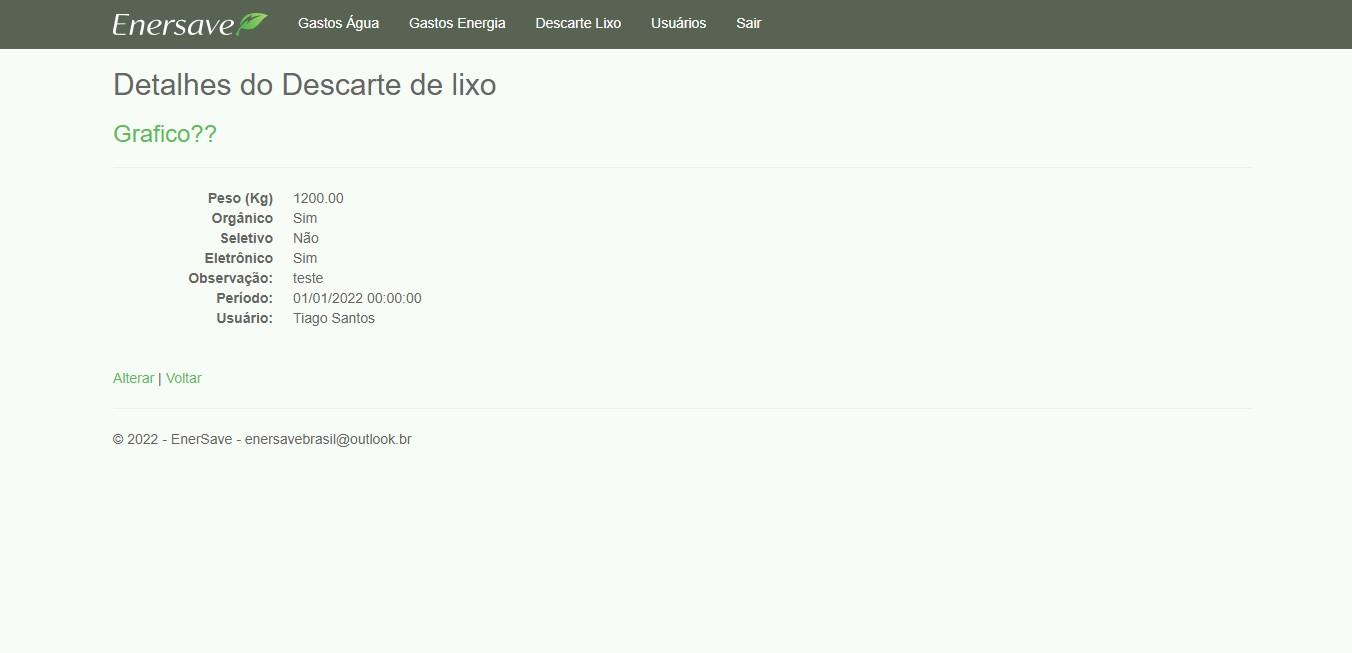 Enersave Gastos Água Gastos Energia Descarte Lixo Usuários Sair
Detalhes do Descarte de lixo
Grafico??
Peso (Kg) 1200.00
Orgânico Sim
Seletivo Não
Eletrônico Sim
Observação: teste
Período: 01/01/2022 00:00:00
Usuário: Tiago Santos
Alterar | Voltar
© 2022 - EnerSave - enersavebrasil@outlook.br